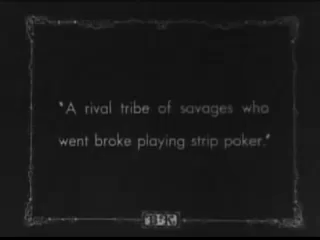 "A rival tribe of savages who
went broke playing strip poker."